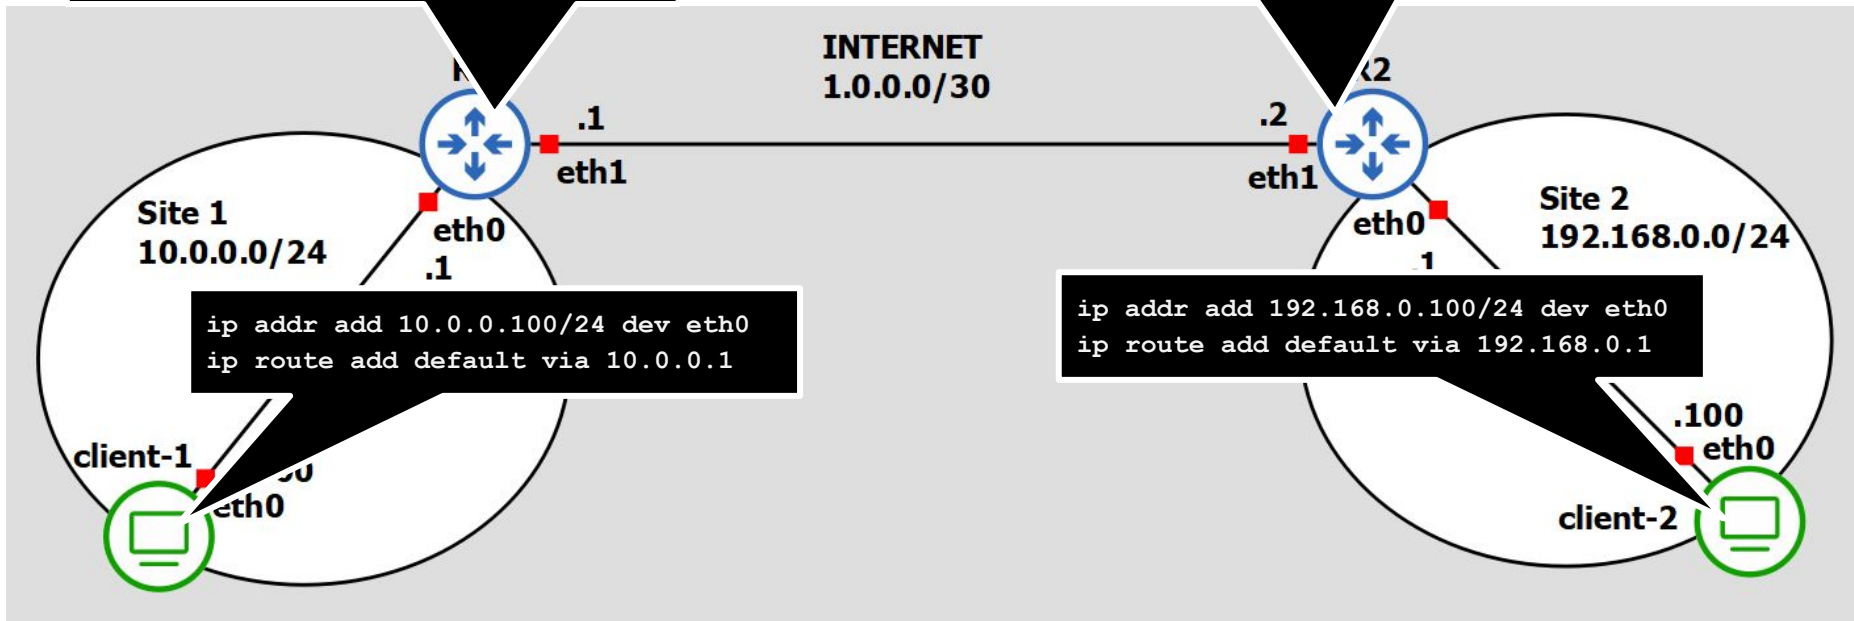 INTERNET
1.0.0.0/30
R2
.1
.2
eth1
eth1
Site 1
10.0.0.0/24
eth0
.1
Site 2
192.168.0.0/24
eth0
.1
ip addr add 10.0.0.100/24 dev eth0
ip route add default via 10.0.0.1
ip addr add 192.168.0.100/24 dev eth0
ip route add default via 192.168.0.1
client-1
eth0
.100
eth0
client-2